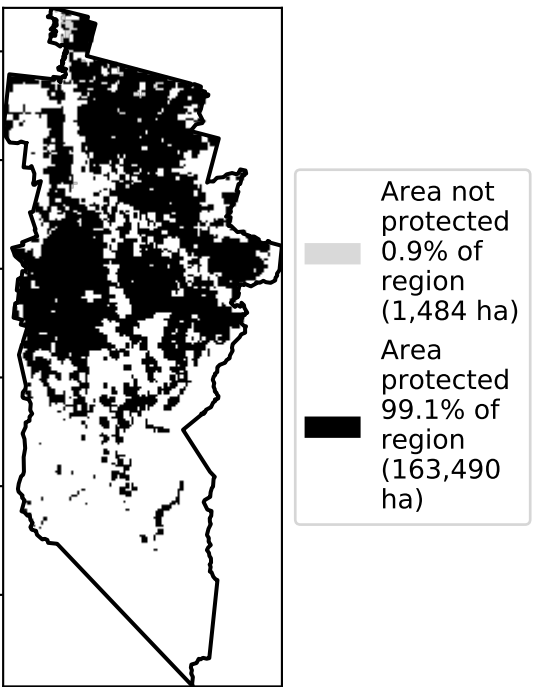 Area not
protected
0.9% of
region
(1,484 ha)
Area
protected
99.1% of
region
(163,490
ha)